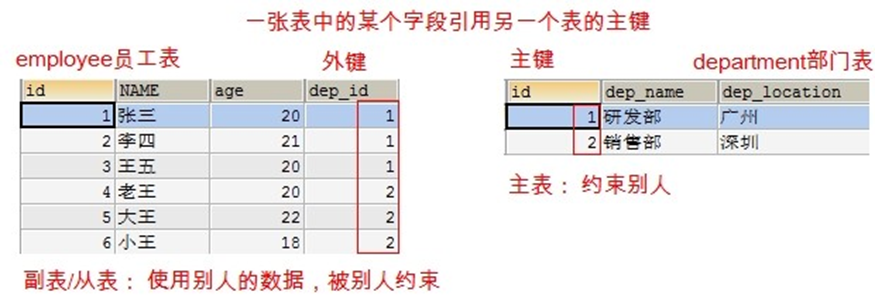 一张表中的某个字段引用另一个表的主键
employee员工表 外键 主键 department部门表
id NAME age dep_id id dep_name dep_location
1 张三 20 1 1 研发部 广州
2 李四 21 1 2 销售部 深圳
3 王五 20 1
4 老王 20 2
5 大王 22 2
6 小王 18 2
主表： 约束别人
副表/从表： 使用别人的数据，被别人约束